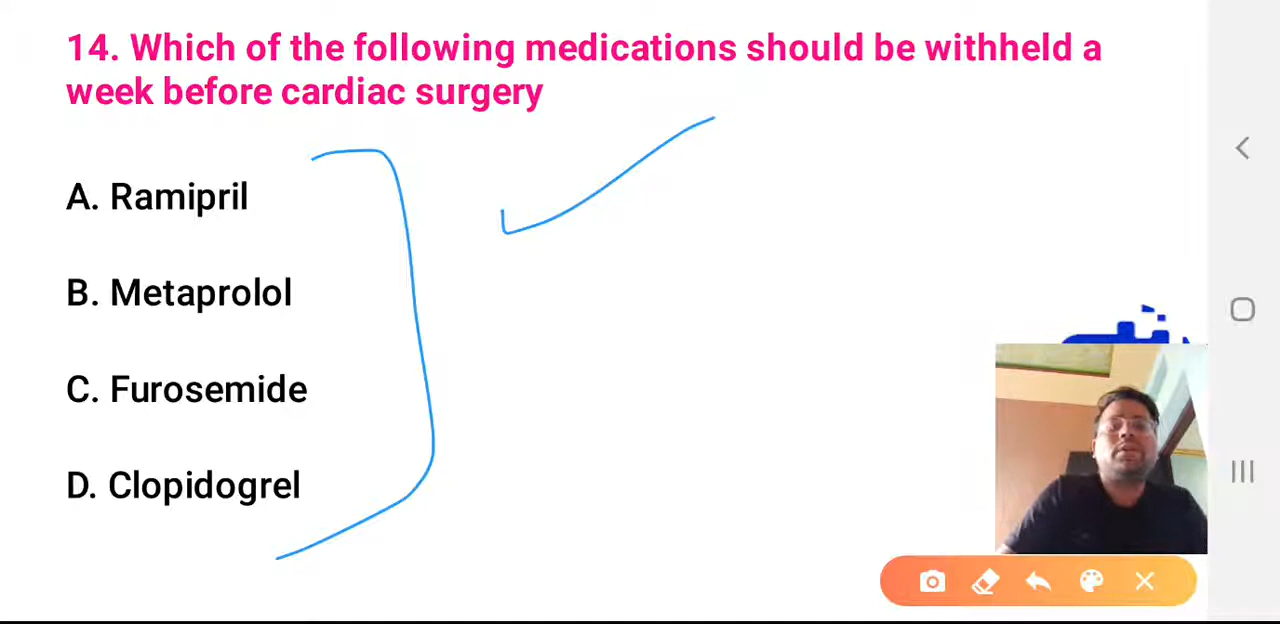 14. Which of the following medications should be withheld a
week before cardiac surgery
A. Ramipril
B. Metaprolol
C. Furosemide
D. Clopidogrel